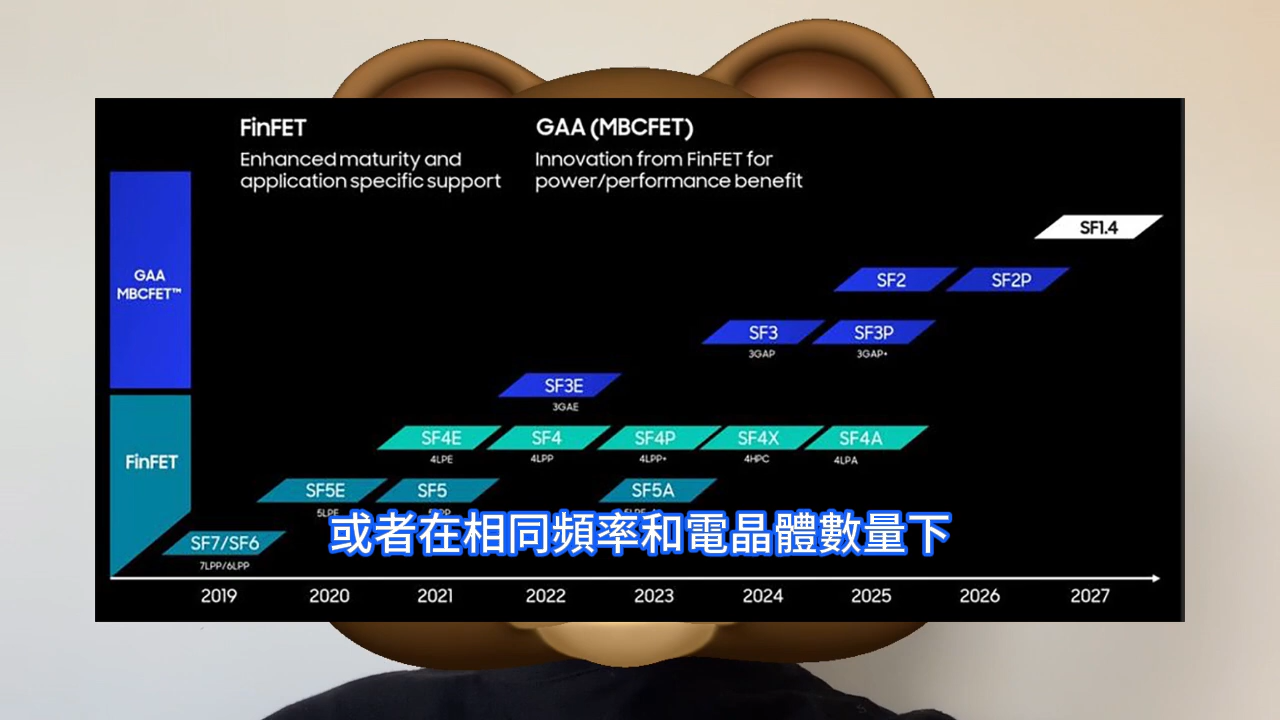 FinFET
Enhanced maturity and
application specific support
GAA (MBCFET)
Innovation from FinFET for
power/performance benefit
GAA
MBCFET™
FinFET
SF1.4
SF2
SF2P
SF3
3GAP
SF3P
3GAP+
SF3E
3GAE
SF4E
4LPE
SF4
4LPP
SF4P
4LPP+
SF4X
4HPC
SF4A
4LPA
SF5E
SF5
SF5A
SF7/SF6
7LPP/6LPP
或者在相同頻率和電晶體數量下
2019
2020
2021
2022
2023
2024
2025
2026
2027